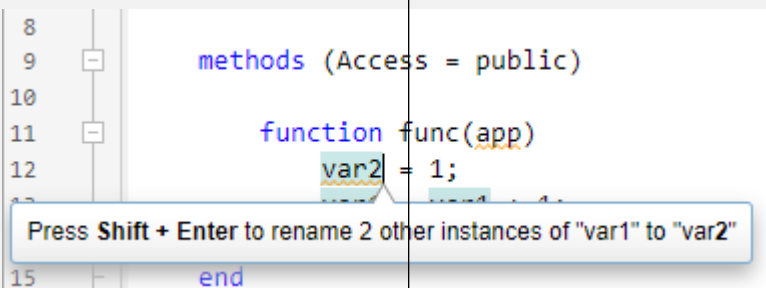 8
9 methods (Access = public)
10
11 function func(app)
12 var2 = 1;
Press Shift + Enter to rename 2 other instances of "var1" to "var2"
15 end